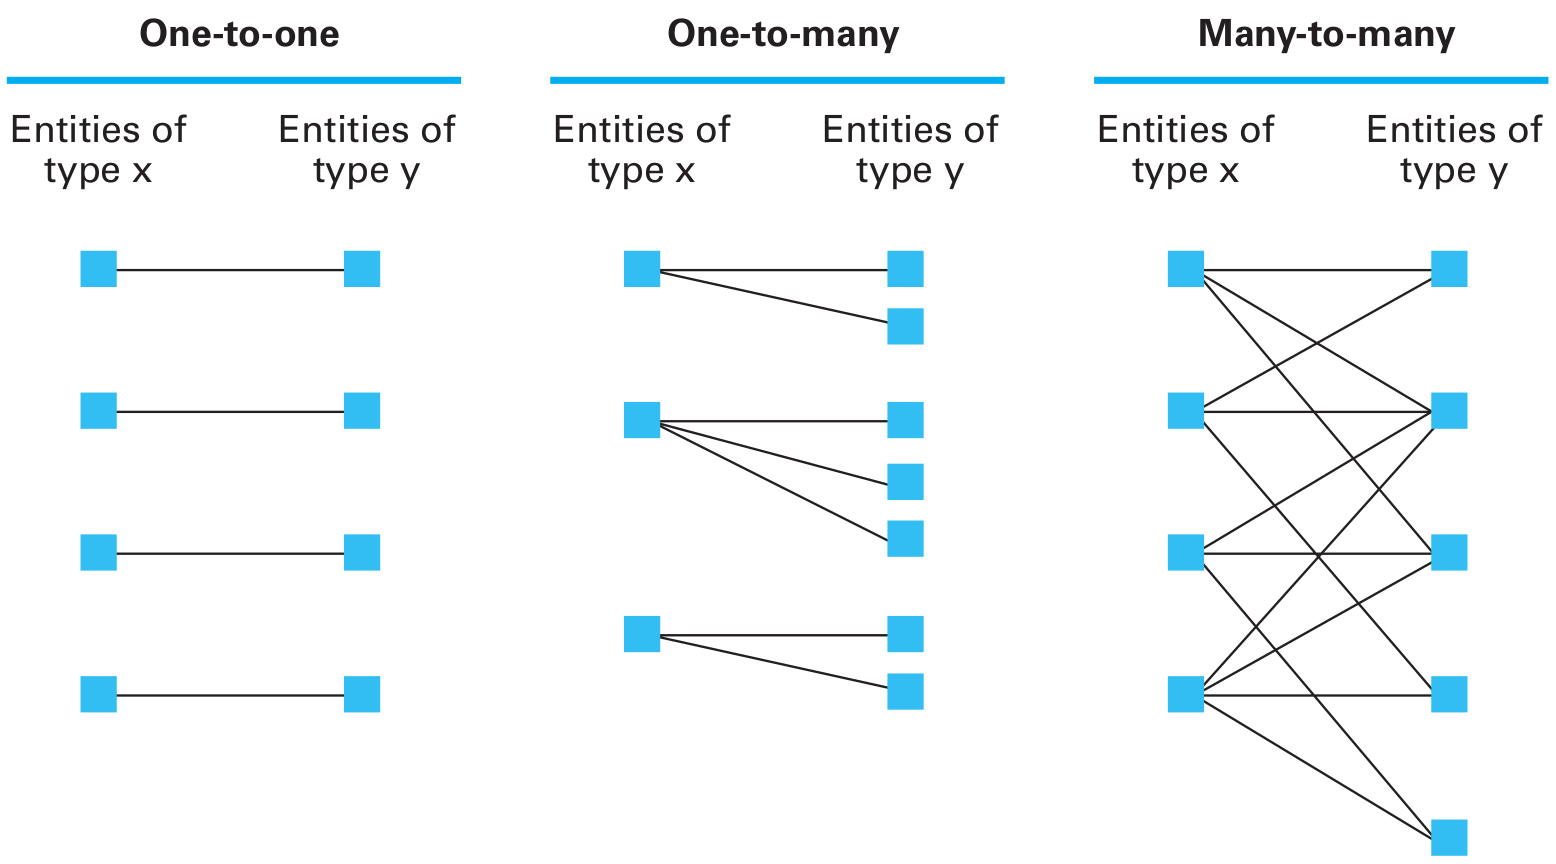 One-to-one
Entities of
type x
Entities of
type y
One-to-many
Entities of
type x
Entities of
type y
Many-to-many
Entities of
type x
Entities of
type y